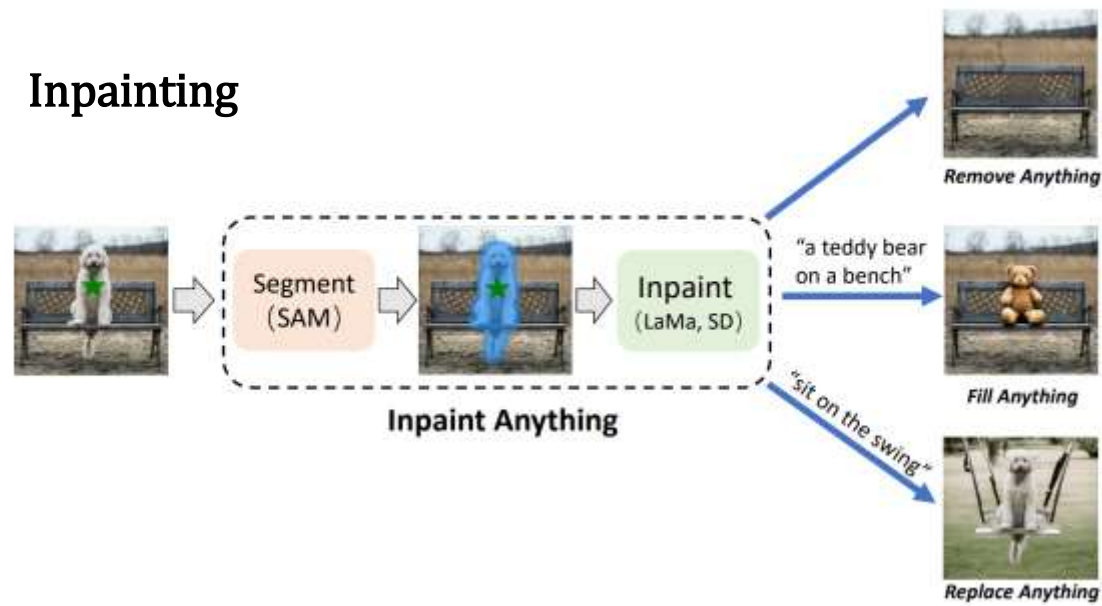 Inpainting
Segment
(SAM)
Inpaint
(LaMa, SD)
Inpaint Anything
Remove Anything
“a teddy bear
on a bench”
Fill Anything
“sit on the swing”
Replace Anything